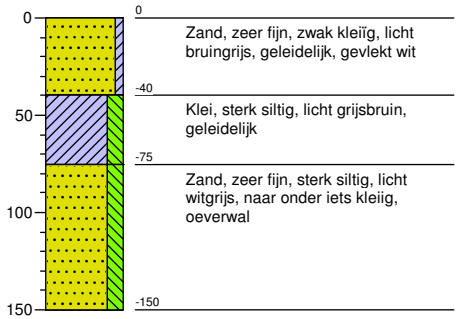 0
0
Zand, zeer fijn, zwak kleiïg, licht
bruingrijs, geleidelijk, gevlekt wit
-40
50
Klei, sterk siltig, licht grijsbruin,
geleidelijk
-75
Zand, zeer fijn, sterk siltig, licht
witgrijs, naar onder iets kleiig,
oeverwal
100
150
-150